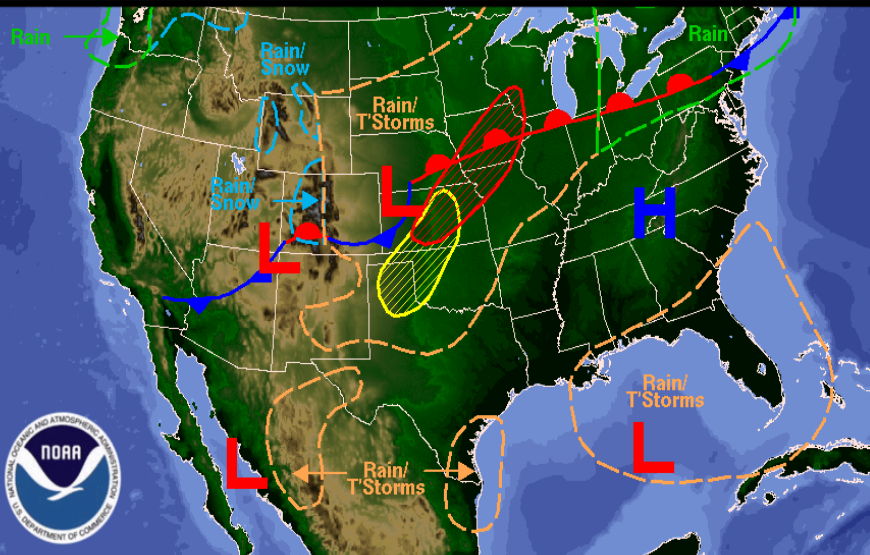 Rain
Rain/
Snow
Rain
Rain/
T'Storms
L
Rain/
Snow
H
L
Rain/
T'Storms
L
L
Rain/
T'Storms
NATIONAL OCEANIC AND ATMOSPHERIC ADMINISTRATION
NOAA
U.S. DEPARTMENT OF COMMERCE